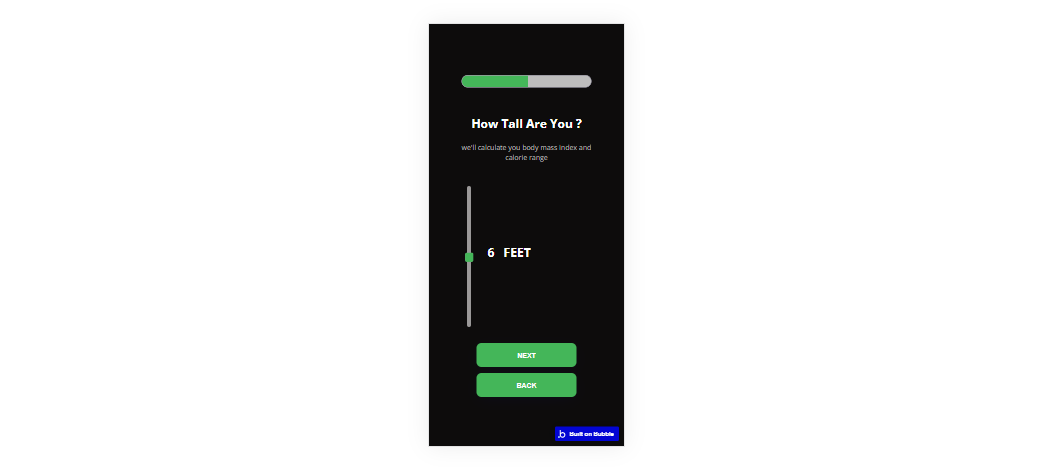 How Tall Are You ?
we'll calculate you body mass index and
calorie range
6 FEET
NEXT
BACK
Built on Bubble